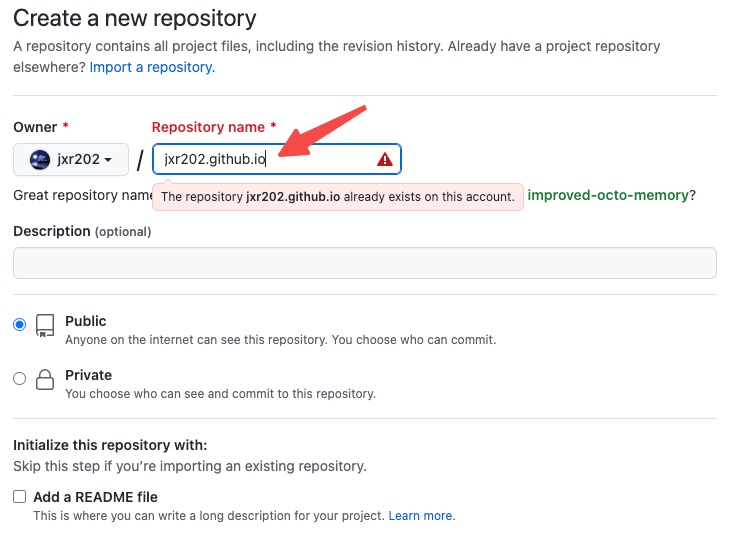 Create a new repository
A repository contains all project files, including the revision history. Already have a project repository
elsewhere? Import a repository.
Owner * Repository name *
jxr202 / jxr202.github.io
Great repository name
The repository jxr202.github.io already exists on this account.
improved-octo-memory?
Description (optional)
Public
Anyone on the internet can see this repository. You choose who can commit.
Private
You choose who can see and commit to this repository.
Initialize this repository with:
Skip this step if you’re importing an existing repository.
Add a README file
This is where you can write a long description for your project. Learn more.